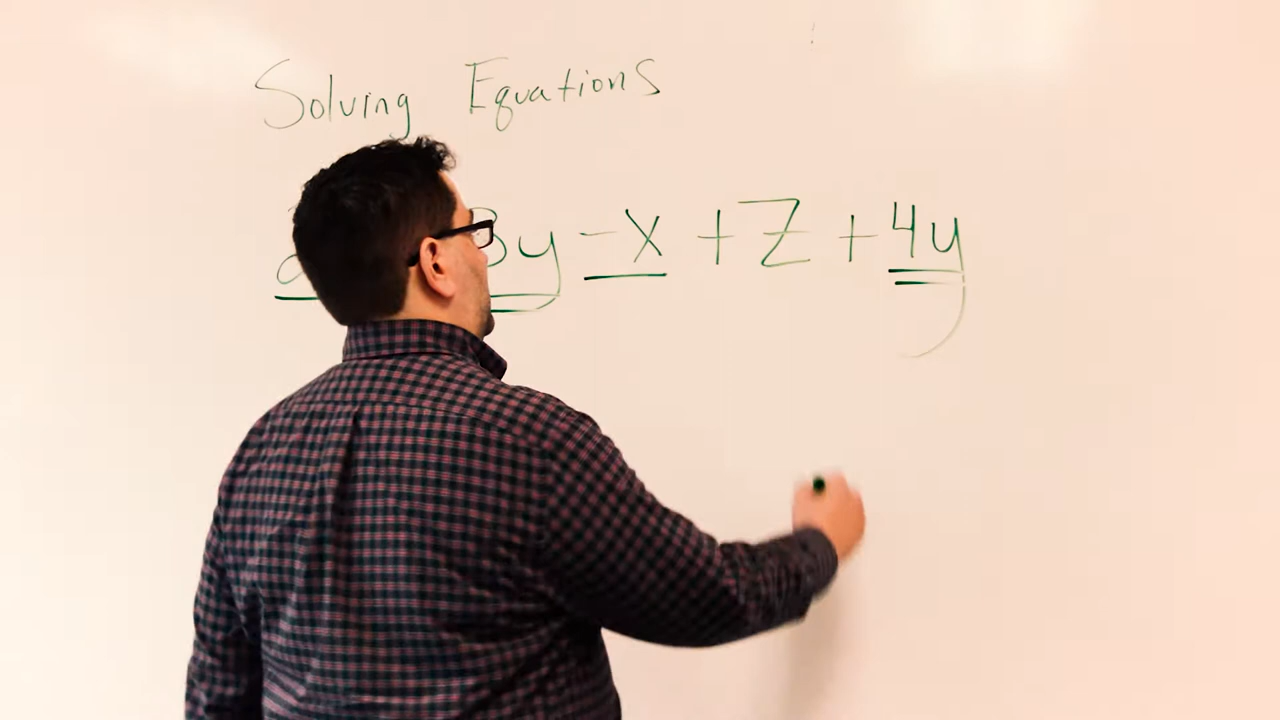 Solving Equations
3y - x + z + 4y